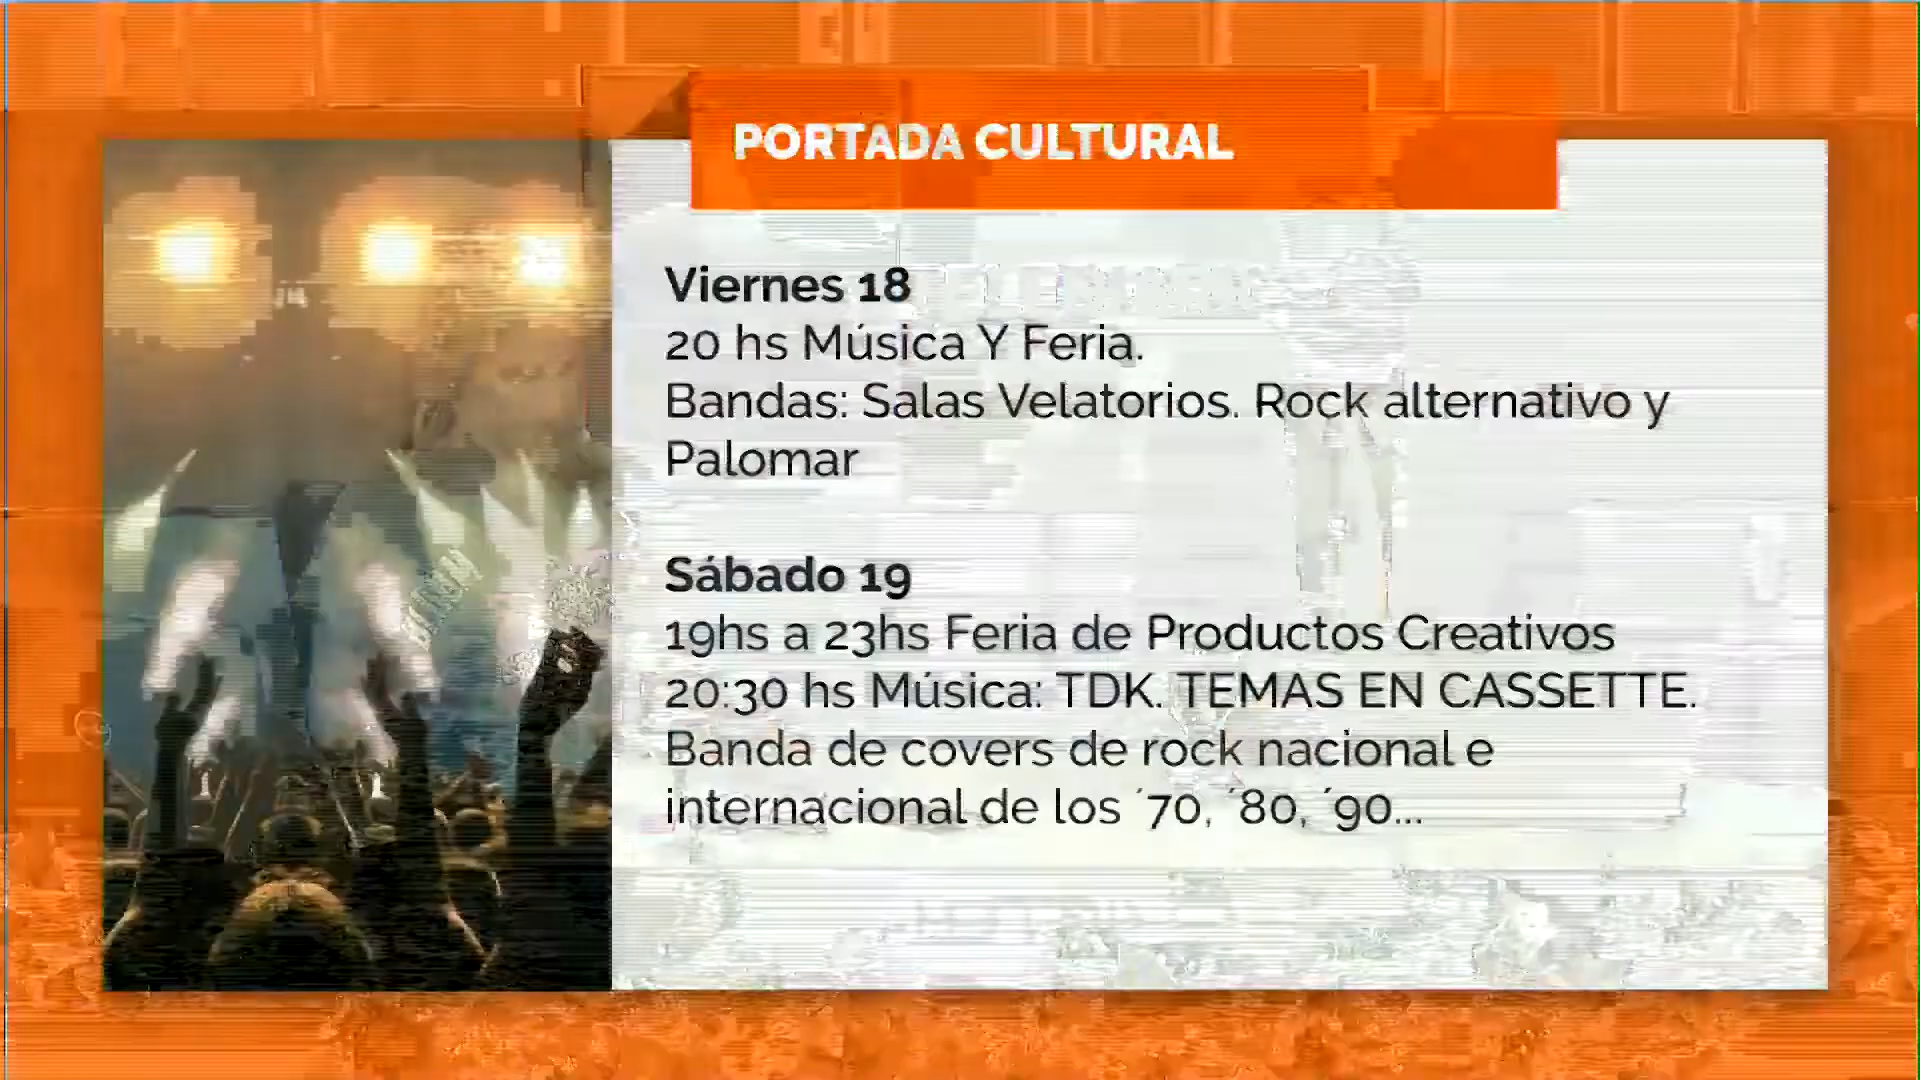 PORTADA CULTURAL
Viernes 18
20 hs Música Y Feria.
Bandas: Salas Velatorios. Rock alternativo y
Palomar
Sábado 19
19hs a 23hs Feria de Productos Creativos
20:30 hs Música: TDK. TEMAS EN CASSETTE.
Banda de covers de rock nacional e
internacional de los ´70, ´80, ´90...